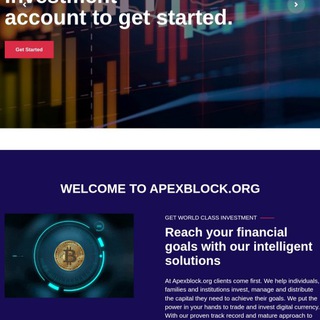 investment
account to get started.
Get Started
WELCOME TO APEXBLOCK.ORG
GET WORLD CLASS INVESTMENT
Reach your financial
goals with our intelligent
solutions
At Apexblock.org clients come first. We help individuals,
families and institutions invest, manage and distribute
the capital they need to achieve their goals. We put the
power in your hands to trade and invest digital currency.
With our proven track record and mature approach to